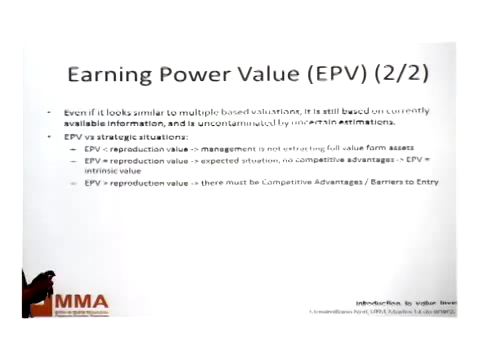 Earning Power Value (EPV) (2/2)
• Even if it looks similar to multiple based valuations, it is still based on currently
available information, and is uncontaminated by uncertain estimations.
• EPV vs strategic situations:
– EPV < reproduction value -> management is not extracting full value form assets
– EPV = reproduction value -> expected situation, no competitive advantages -> EPV =
intrinsic value
– EPV > reproduction value -> there must be Competitive Advantages / Barriers to Entry
MMA
Introduction to Value Inve